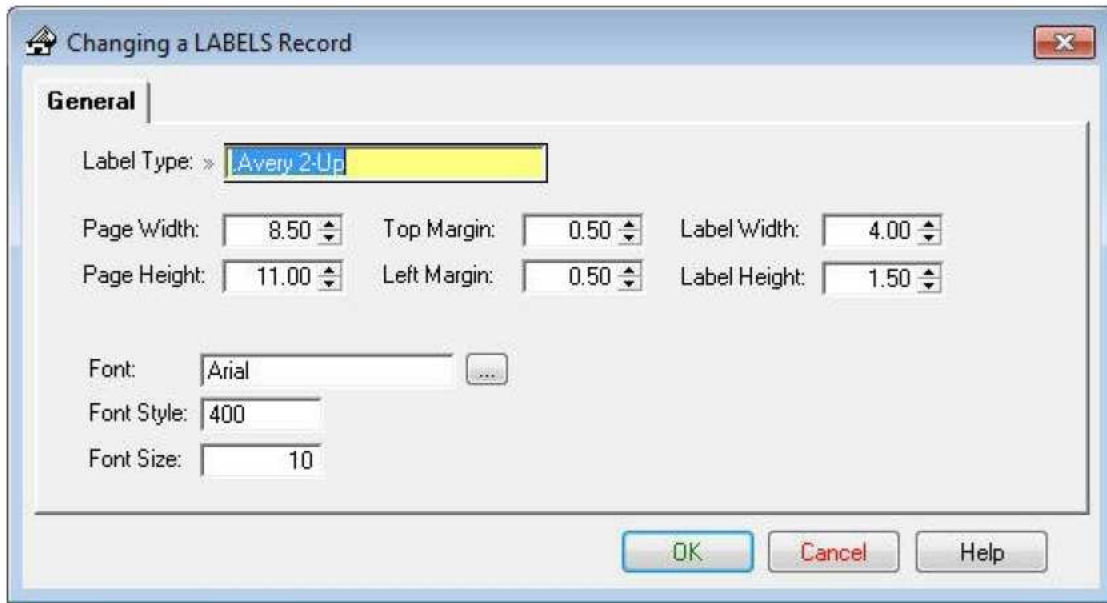 Changing a LABELS Record
General
Label Type: » .Avery 2-Up
Page Width: 8.50 Top Margin: 0.50 Label Width: 4.00
Page Height: 11.00 Left Margin: 0.50 Label Height: 1.50
Font: Arial ...
Font Style: 400
Font Size: 10
OK Cancel Help